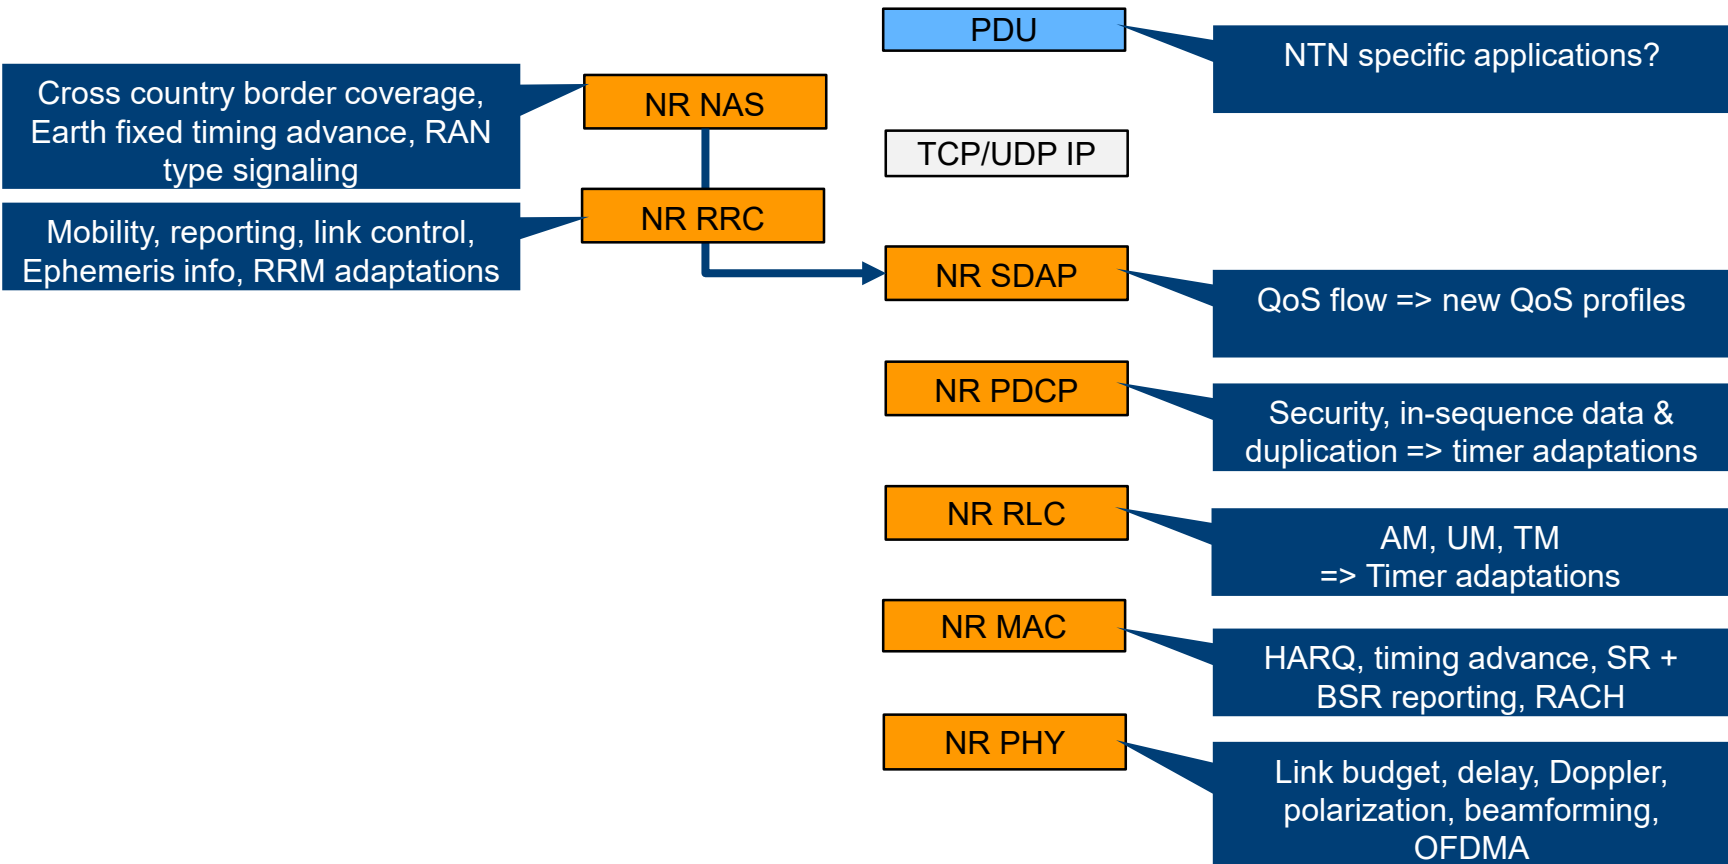 PDU
NTN specific applications?
Cross country border coverage,
Earth fixed timing advance, RAN
type signaling
NR NAS
TCP/UDP IP
NR RRC
Mobility, reporting, link control,
Ephemeris info, RRM adaptations
NR SDAP
QoS flow => new QoS profiles
NR PDCP
Security, in-sequence data &
duplication => timer adaptations
NR RLC
AM, UM, TM
=> Timer adaptations
NR MAC
HARQ, timing advance, SR +
BSR reporting, RACH
NR PHY
Link budget, delay, Doppler,
polarization, beamforming,
OFDMA